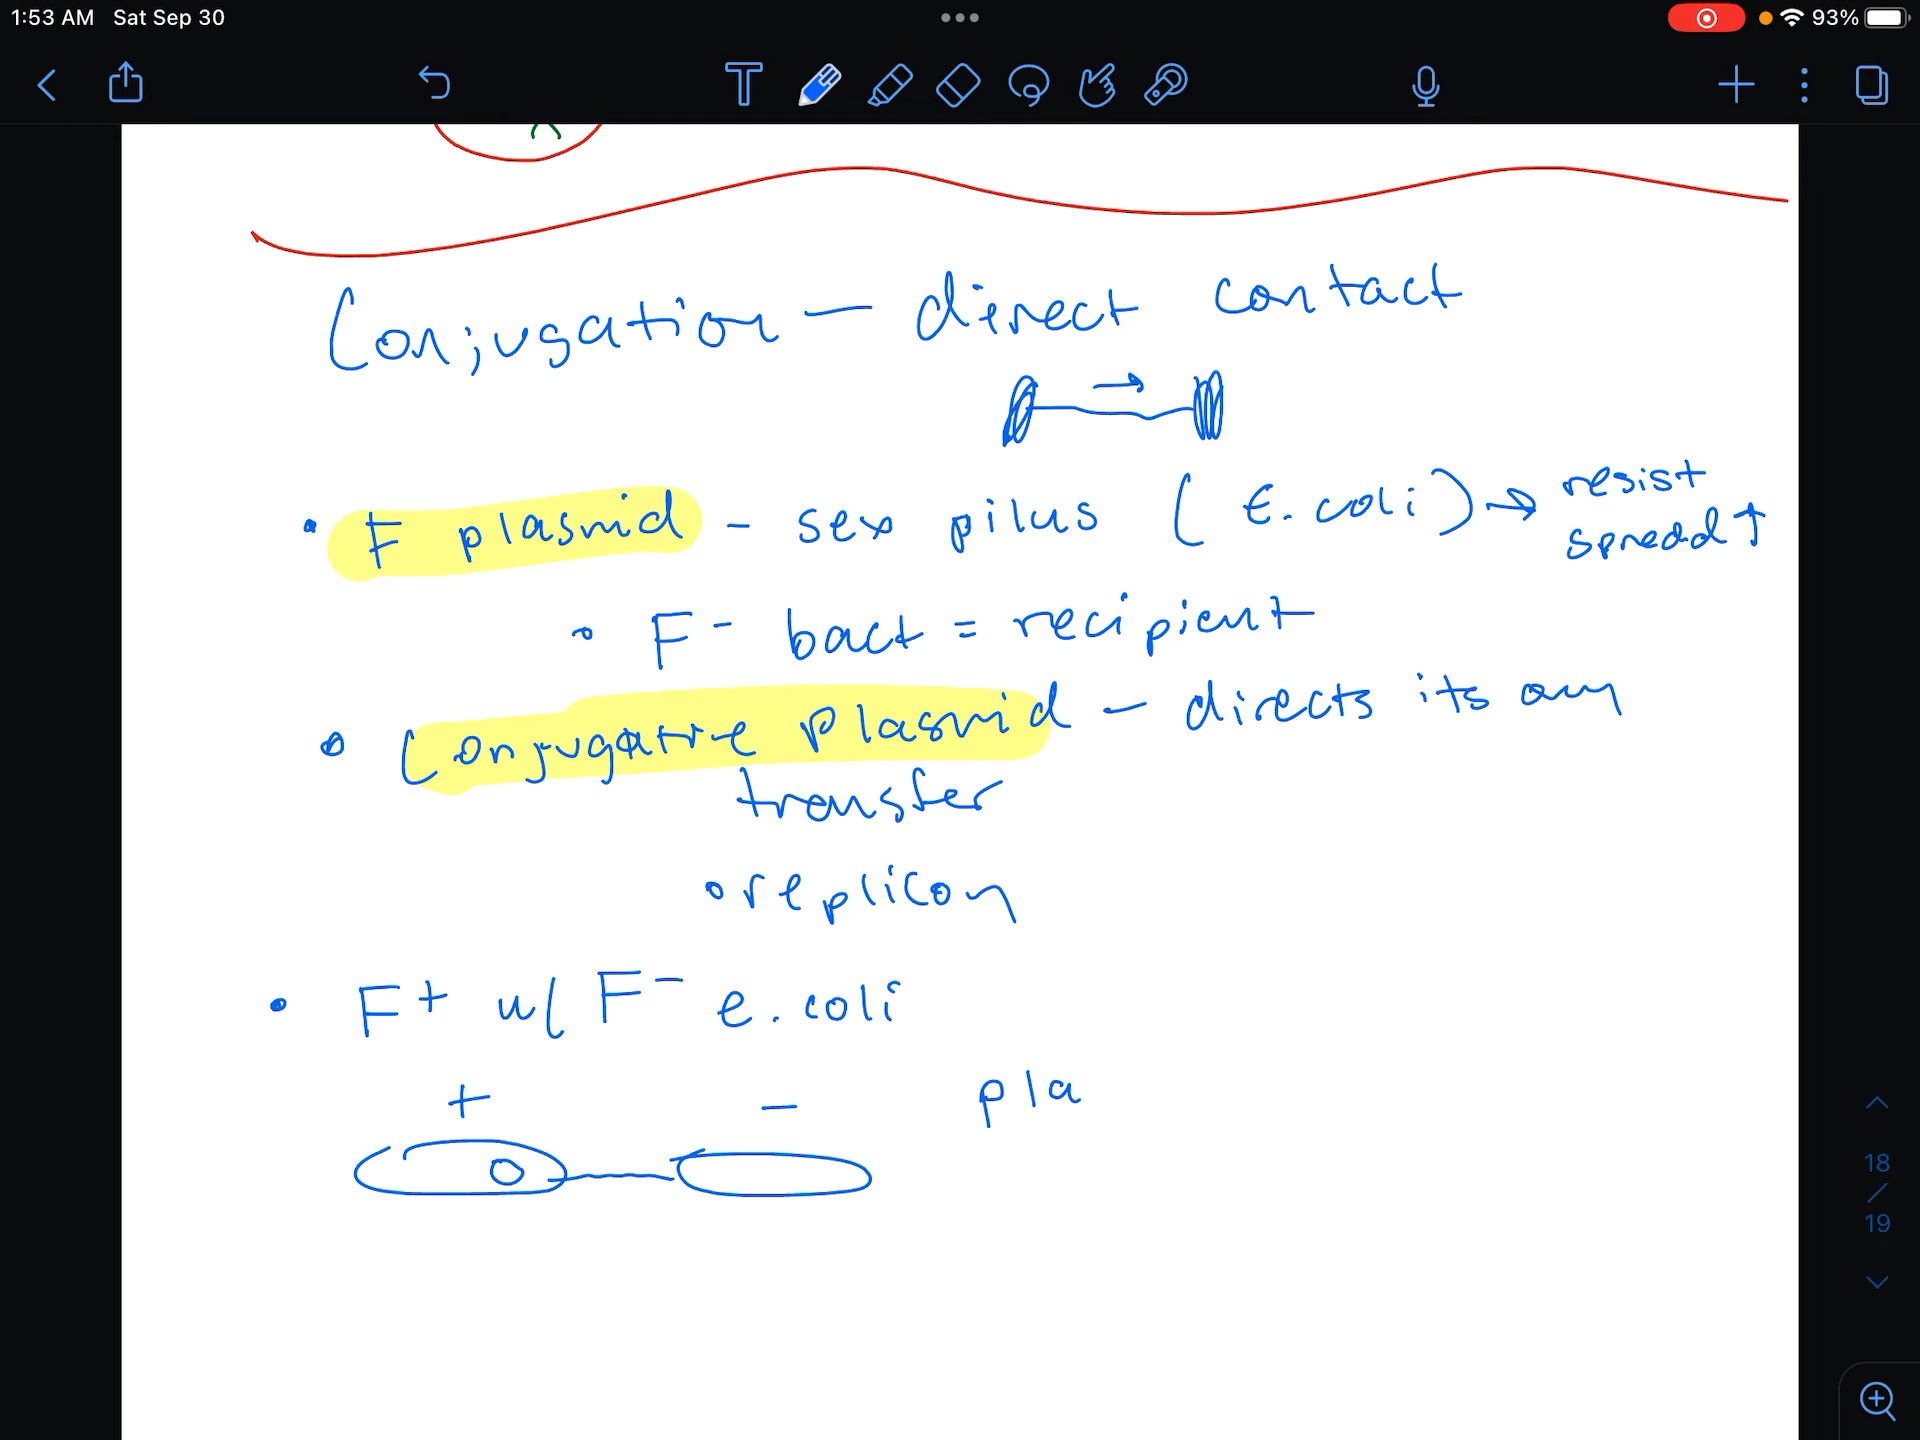 1:53 AM Sat Sep 30
93%
Conjugation — direct contact
• F plasmid - sex pilus (E. coli) → resist
spread ↑
◦ F- bact = recipient
• Conjugative Plasmid - directs its own
transfer
◦ replicon
• F+ w/ F- e. coli
+ - pla
18
/
19